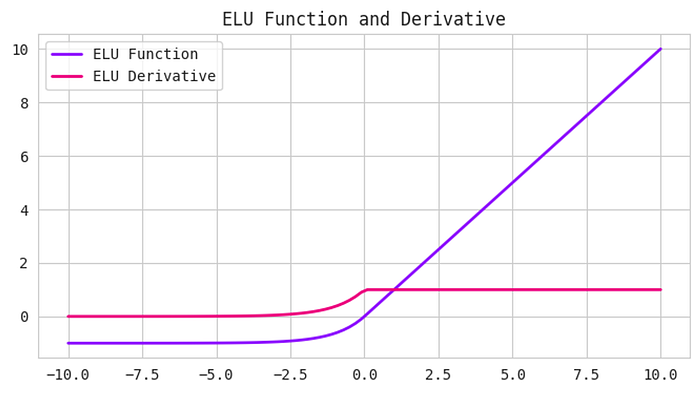 ELU Function and Derivative
ELU Function
ELU Derivative
10
8
6
4
2
0
−10.0 −7.5 −5.0 −2.5 0.0 2.5 5.0 7.5 10.0